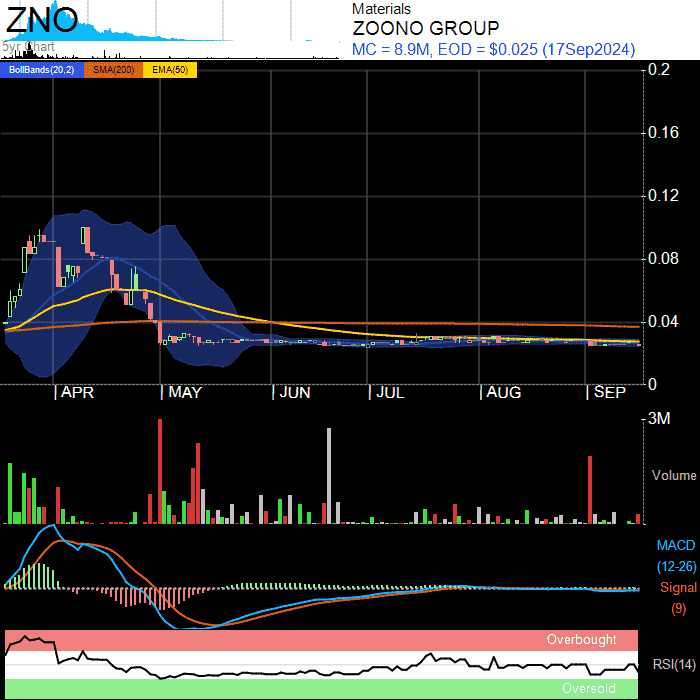 ZNO
5yr Chart
Materials
ZOONO GROUP
MC = 8.9M, EOD = $0.025 (17Sep2024)
BollBands(20,2) SMA(200) EMA(50)
0.2
0.16
0.12
0.08
0.04
0
APR MAY JUN JUL AUG SEP
3M
Volume
MACD
(12-26)
Signal
(9)
Overbought
RSI(14)
Oversold